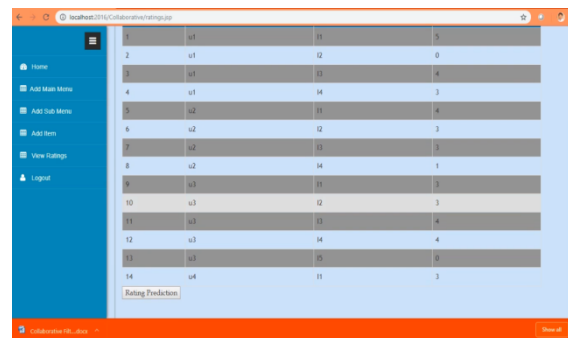 localhost:2016/Collaborative/ratings.jsp
Home
Add Main Menu
Add Sub Menu
Add Item
View Ratings
Logout
1 u1 I1 5
2 u1 I2 0
3 u1 I3 4
4 u1 I4 3
5 u2 I1 4
6 u2 I2 3
7 u2 I3 3
8 u2 I4 1
9 u3 I1 3
10 u3 I2 3
11 u3 I3 4
12 u3 I4 4
13 u3 I5 0
14 u4 I1 3
Rating Prediction
Collaborative Filt....docx
Show all